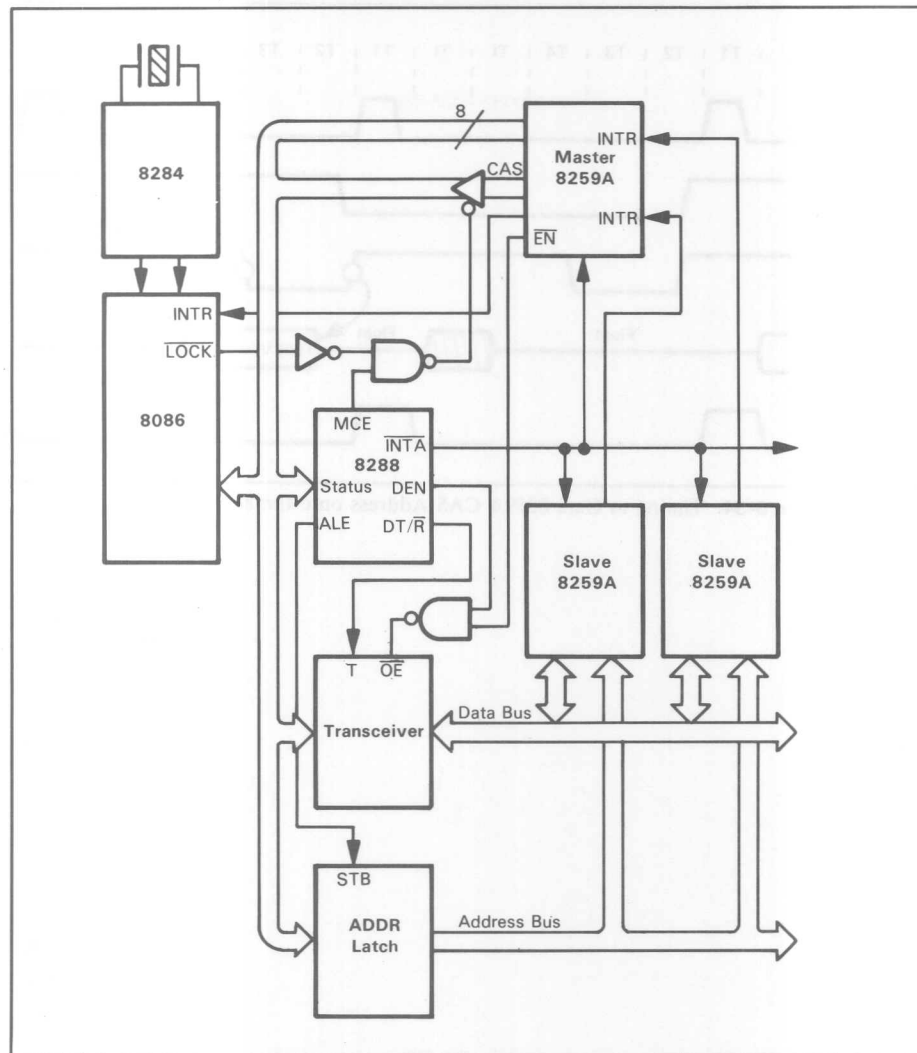 8284
8
CAS
Master
8259A
INTR
INTR
EN
INTR
LOCK
8086
MCE
INTA
8288
Status
DEN
ALE
DT/R
Slave
8259A
Slave
8259A
T
OE
Data Bus
Transceiver
STB
ADDR
Latch
Address Bus